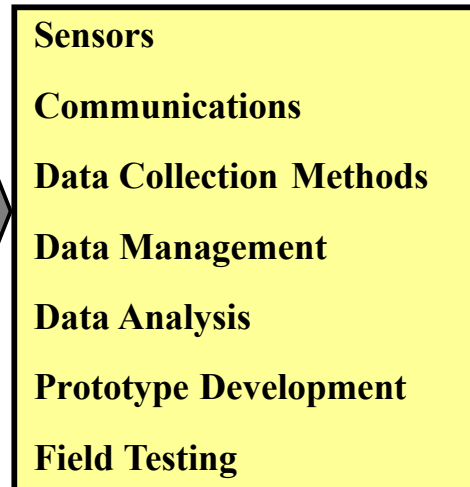 Sensors
Communications
Data Collection Methods
Data Management
Data Analysis
Prototype Development
Field Testing